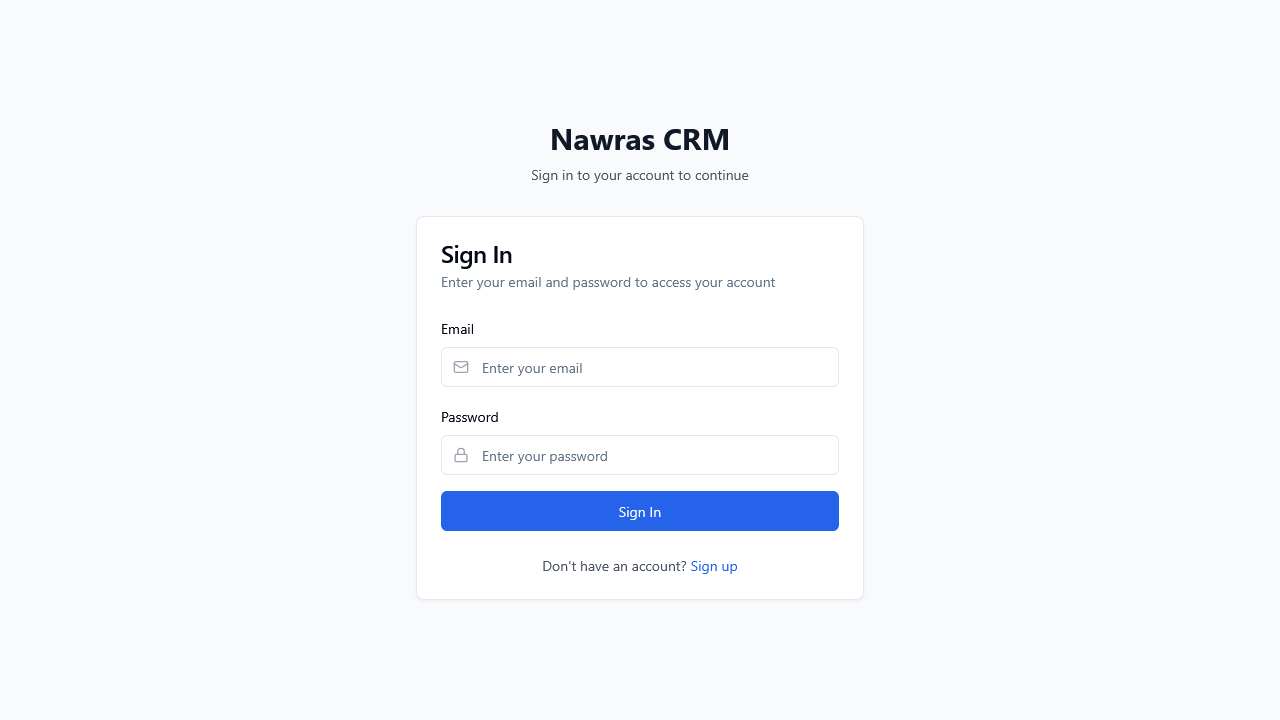 Nawras CRM
Sign in to your account to continue
Sign In
Enter your email and password to access your account
Email
Enter your email
Password
Enter your password
Sign In
Don't have an account? Sign up